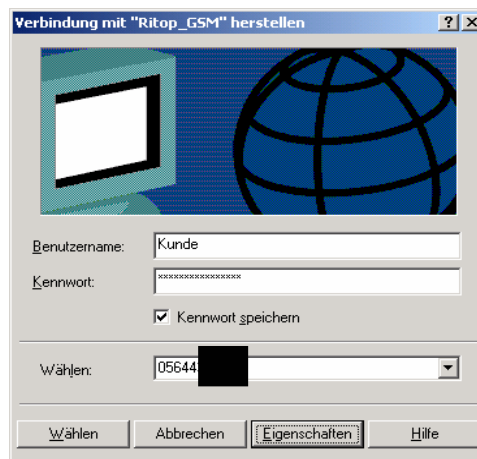 Verbindung mit "Ritop_GSM" herstellen
Benutzername: Kunde
Kennwort: ****************
Kennwort speichern
Wählen: 05644
Wählen Abbrechen Eigenschaften Hilfe